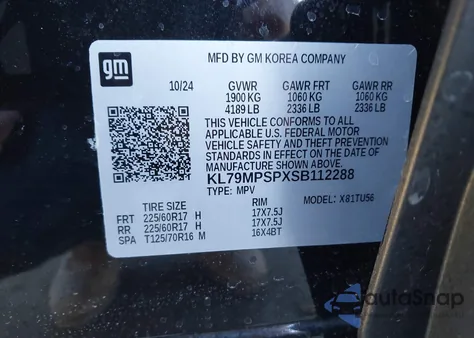 gm
MFD BY GM KOREA COMPANY
10/24 GVWR GAWR FRT GAWR RR
1900 KG 1060 KG 1060 KG
4189 LB 2336 LB 2336 LB
THIS VEHICLE CONFORMS TO ALL
APPLICABLE U.S. FEDERAL MOTOR
VEHICLE SAFETY AND THEFT PREVENTION
STANDARDS IN EFFECT ON THE DATE OF
MANUFACTURE SHOWN ABOVE.
KL79MPSPXSB112288
TYPE: MPV
MODEL: X81TU56
TIRE SIZE RIM
FRT 225/60R17 H 17X7.5J
RR 225/60R17 H 17X7.5J
SPA T125/70R16 M 16X4BT
autoSnap